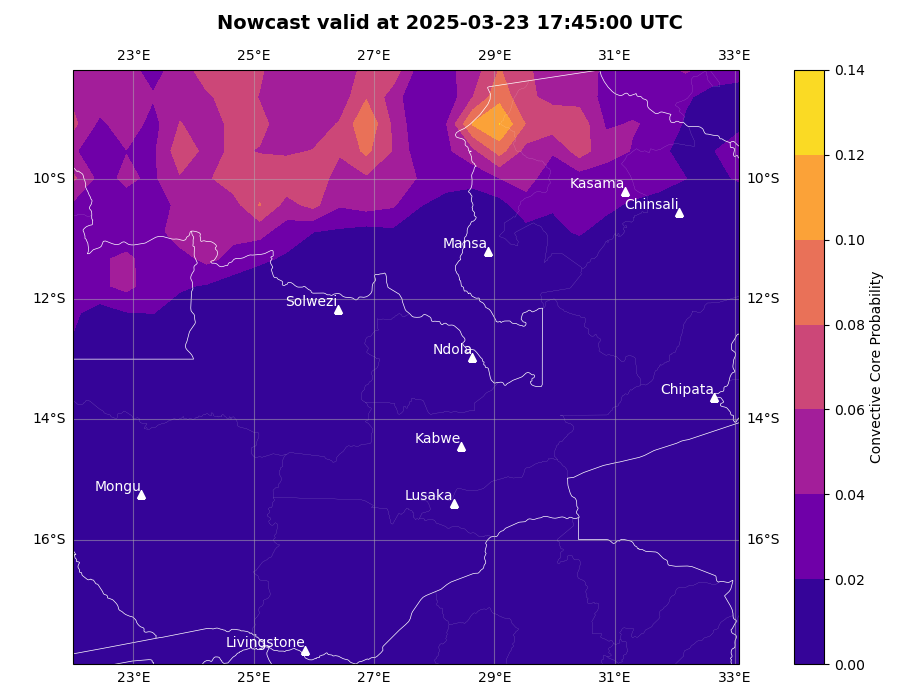 Nowcast valid at 2025-03-23 17:45:00 UTC
23°E 25°E 27°E 29°E 31°E 33°E
0.14
0.12
10°S Kasama 10°S
Chinsali
0.10
Mansa
12°S Solwezi 12°S
0.08
Ndola
Chipata
0.06
14°S 14°S
Kabwe
Mongu Lusaka
0.04
16°S 16°S
0.02
Livingstone
0.00
23°E 25°E 27°E 29°E 31°E 33°E
Convective Core Probability